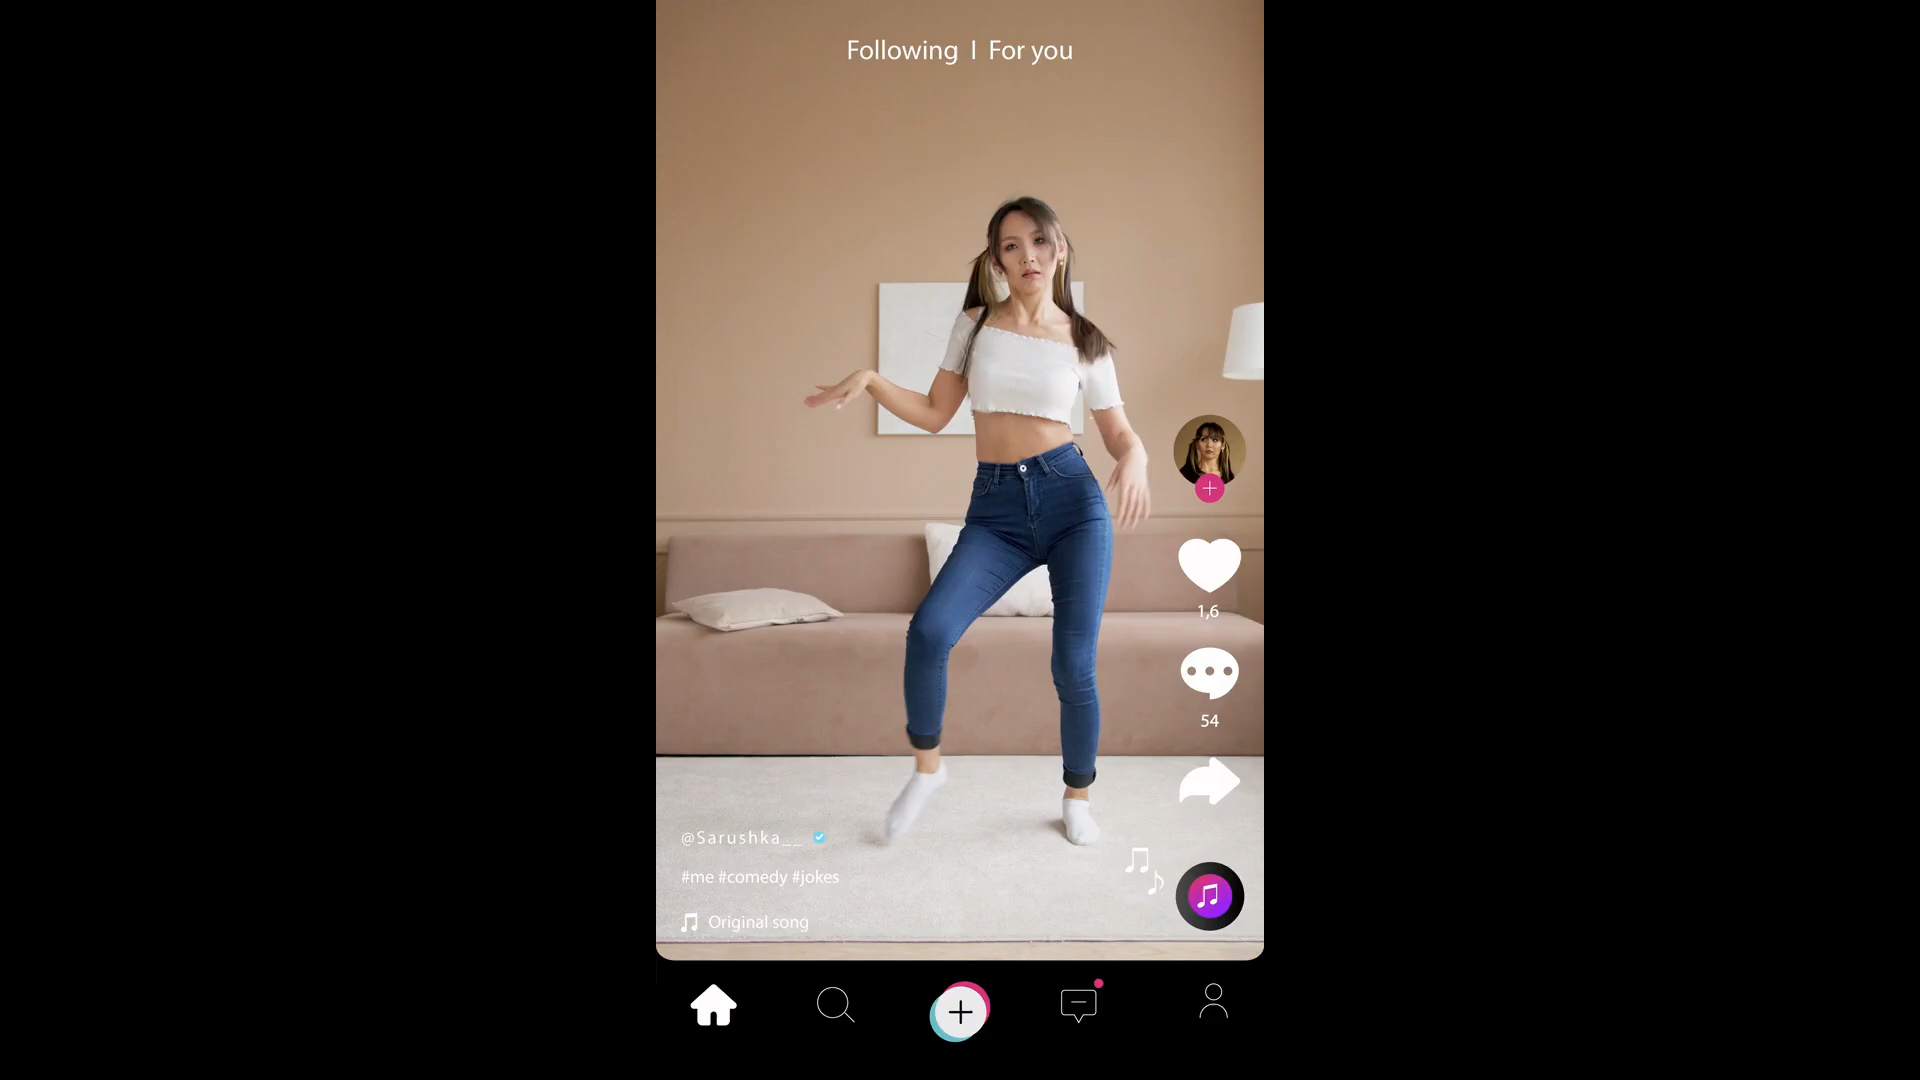 Following | For you
1,6
54
@Sarushka__
#me #comedy #jokes
Original song